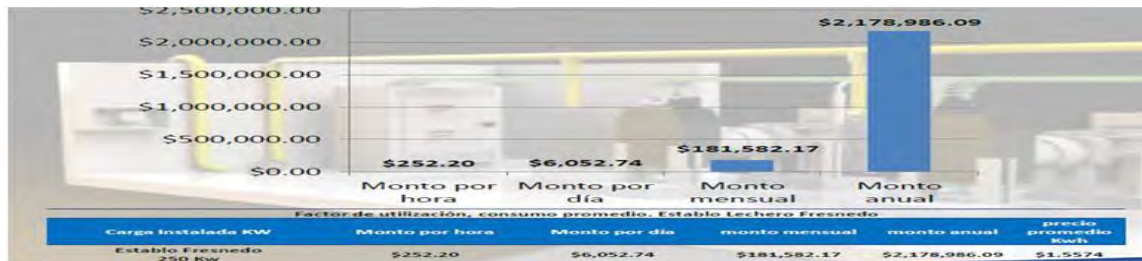 $2,500,000.00
$2,178,986.09
$2,000,000.00
$1,500,000.00
$1,000,000.00
$500,000.00
$0.00
$252.20 $6,052.74 $181,582.17
Monto por hora
Monto por día
Monto mensual
Monto anual
Factor de utilización, consumo promedio. Establo Lechero Fresnedo
Carga Instalada KW Monto por hora Monto por dia monto mensual monto anual precio promedio Kwh
Establo Fresnedo 250 Kw $252.20 $6,052.74 $181,582.17 $2,178,986.09 $1.5574